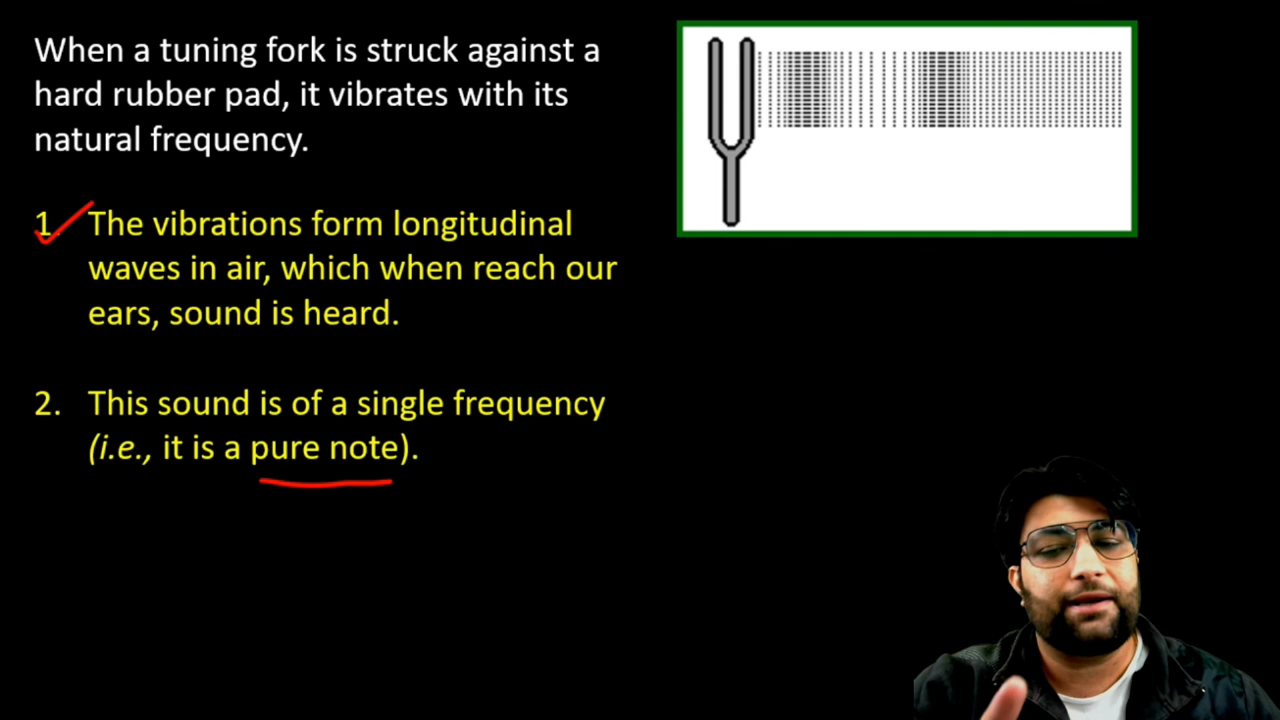 When a tuning fork is struck against a
hard rubber pad, it vibrates with its
natural frequency.
1. The vibrations form longitudinal
waves in air, which when reach our
ears, sound is heard.
2. This sound is of a single frequency
(i.e., it is a pure note).